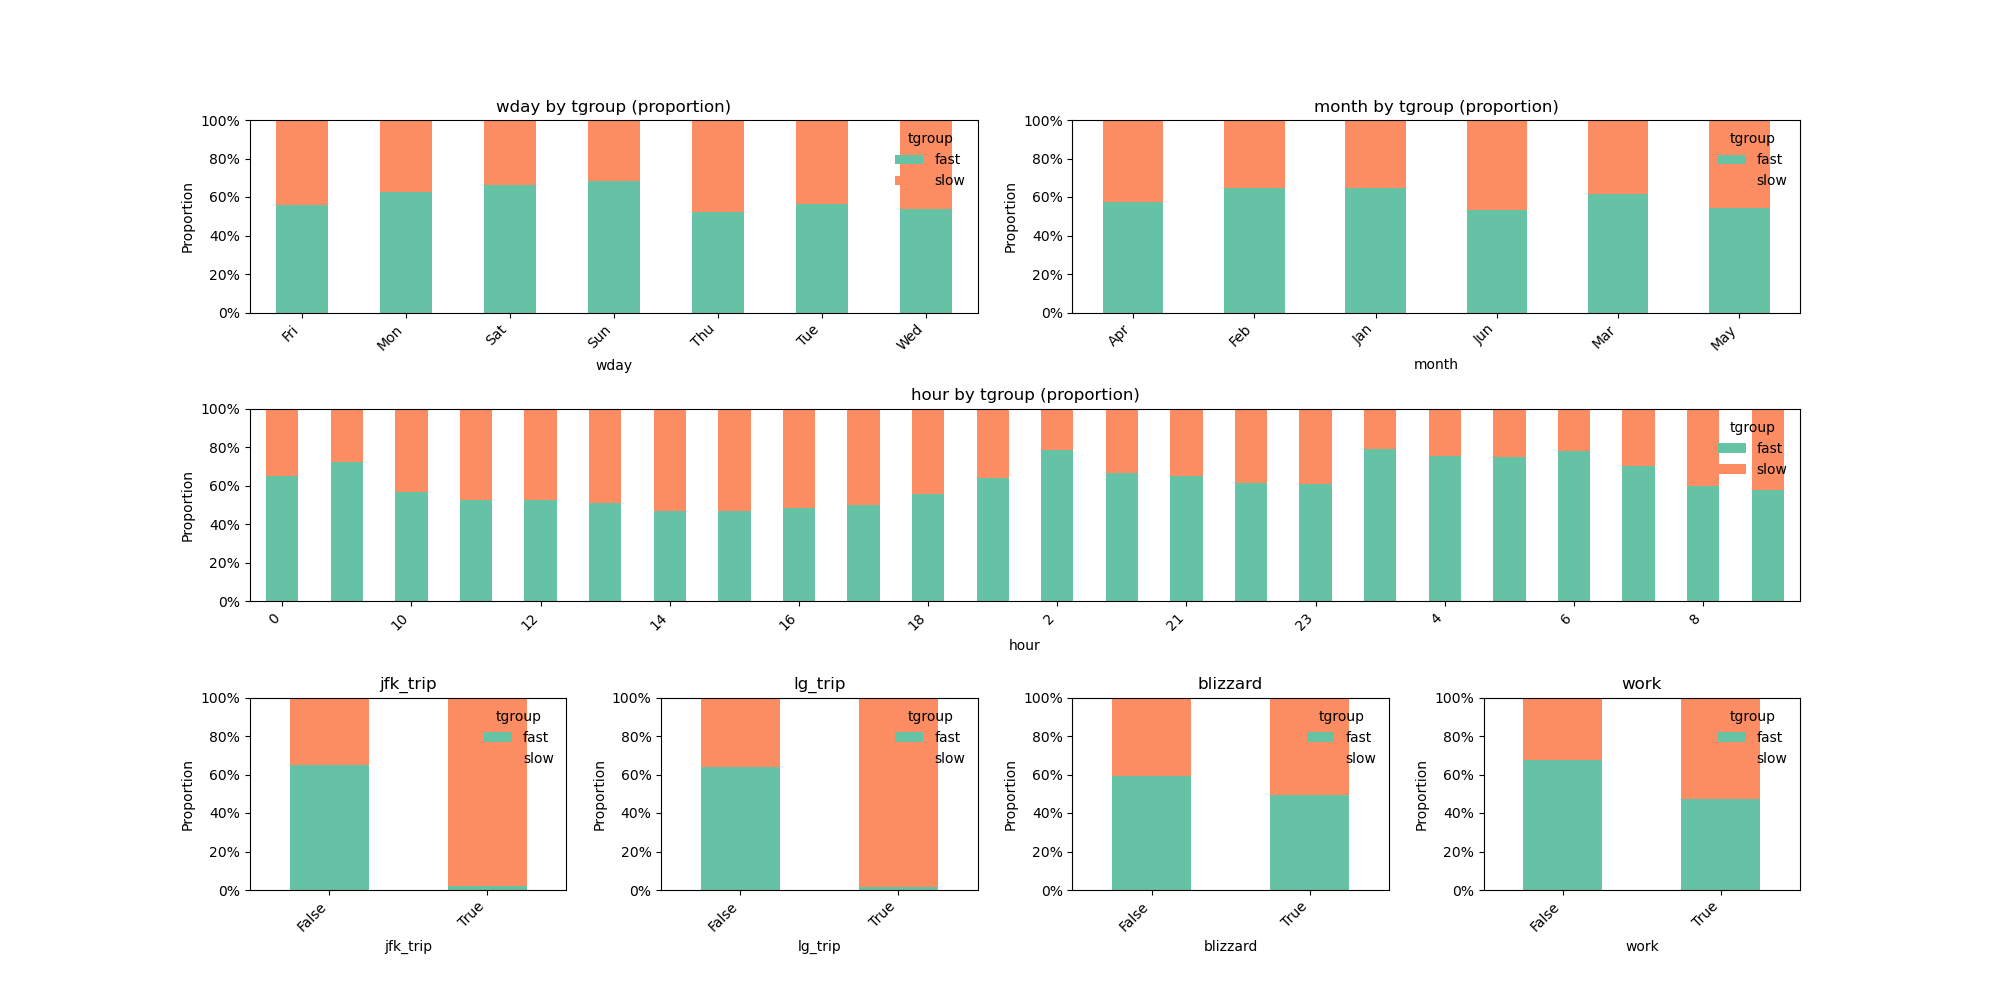 wday by tgroup (proportion)
100%
80%
60%
40%
20%
0%
Proportion
tgroup
fast
slow
Fri
Mon
Sat
Sun
Thu
Tue
Wed
wday
month by tgroup (proportion)
100%
80%
60%
40%
20%
0%
Proportion
tgroup
fast
slow
Apr
Feb
Jan
Jun
Mar
May
month
hour by tgroup (proportion)
100%
80%
60%
40%
20%
0%
Proportion
tgroup
fast
slow
0
10
12
14
16
18
2
21
23
4
6
8
hour
jfk_trip
100%
80%
60%
40%
20%
0%
Proportion
tgroup
fast
slow
False
True
jfk_trip
lg_trip
100%
80%
60%
40%
20%
0%
Proportion
tgroup
fast
slow
False
True
lg_trip
blizzard
100%
80%
60%
40%
20%
0%
Proportion
tgroup
fast
slow
False
True
blizzard
work
100%
80%
60%
40%
20%
0%
Proportion
tgroup
fast
slow
False
True
work